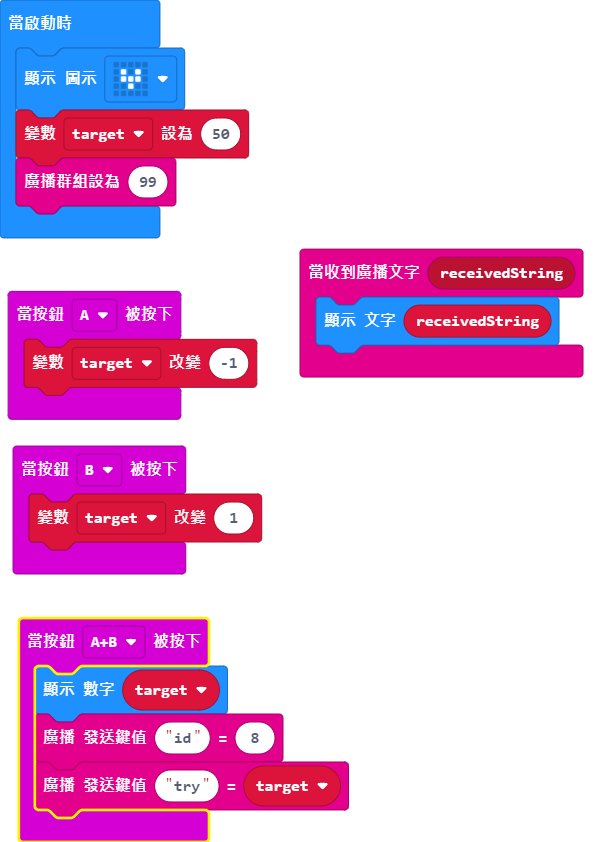 當啟動時
顯示 圖示
變數 target 設為 50
廣播群組設為 99
當收到廣播文字 receivedString
顯示 文字 receivedString
當按鈕 A 被按下
變數 target 改變 -1
當按鈕 B 被按下
變數 target 改變 1
當按鈕 A+B 被按下
顯示 數字 target
廣播 發送鍵值 "id" = 8
廣播 發送鍵值 "try" = target